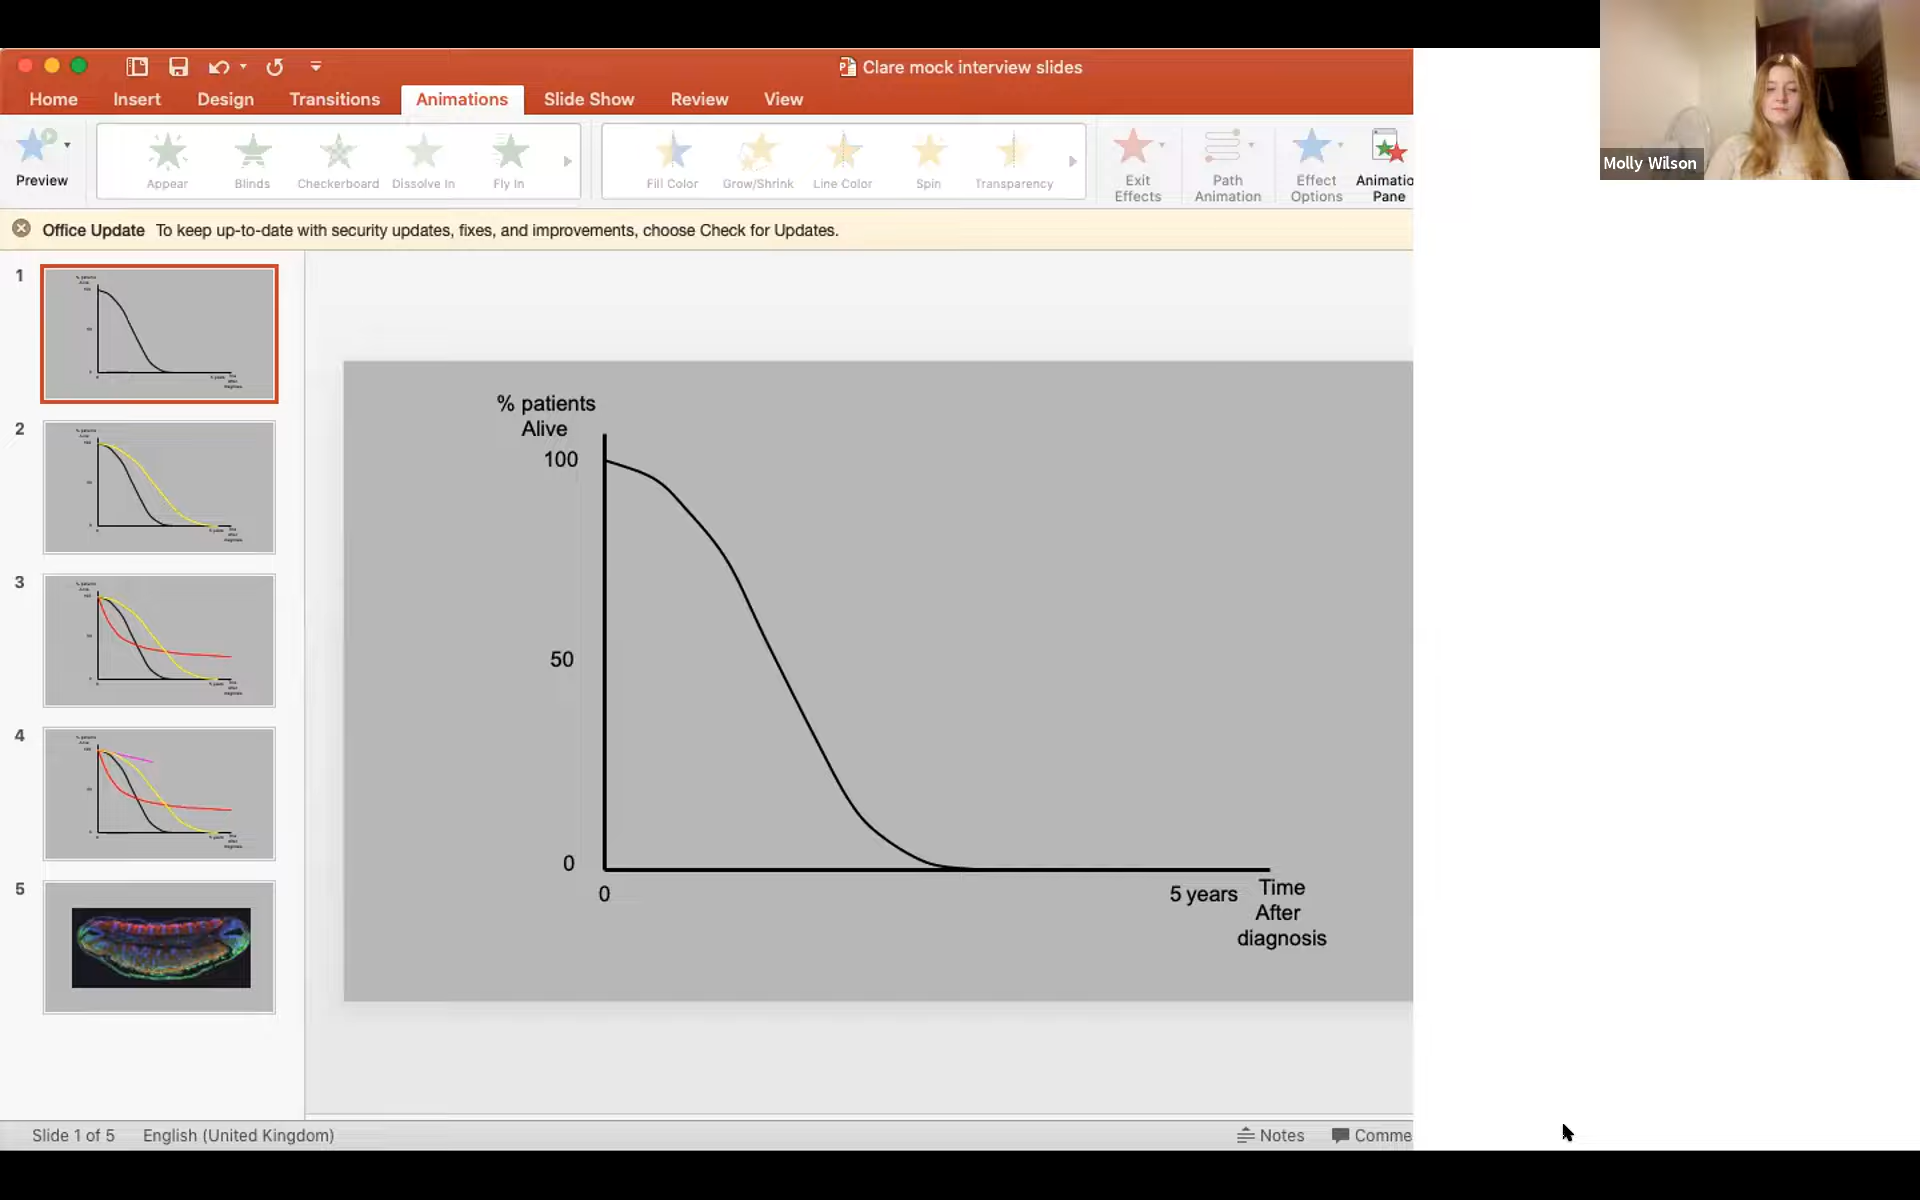 Clare mock interview slides
Home Insert Design Transitions Animations Slide Show Review View
Preview Appear Blinds Checkerboard Dissolve In Fly In Fill Color Grow/Shrink Line Color Spin Transparency Exit Effects Path Animation Effect Options Animatio Pane
Molly Wilson
Office Update To keep up-to-date with security updates, fixes, and improvements, choose Check for Updates.
1
2
3
4
5
% patients
Alive
100
50
0
0
5 years
Time
After
diagnosis
Slide 1 of 5 English (United Kingdom) Notes Comme